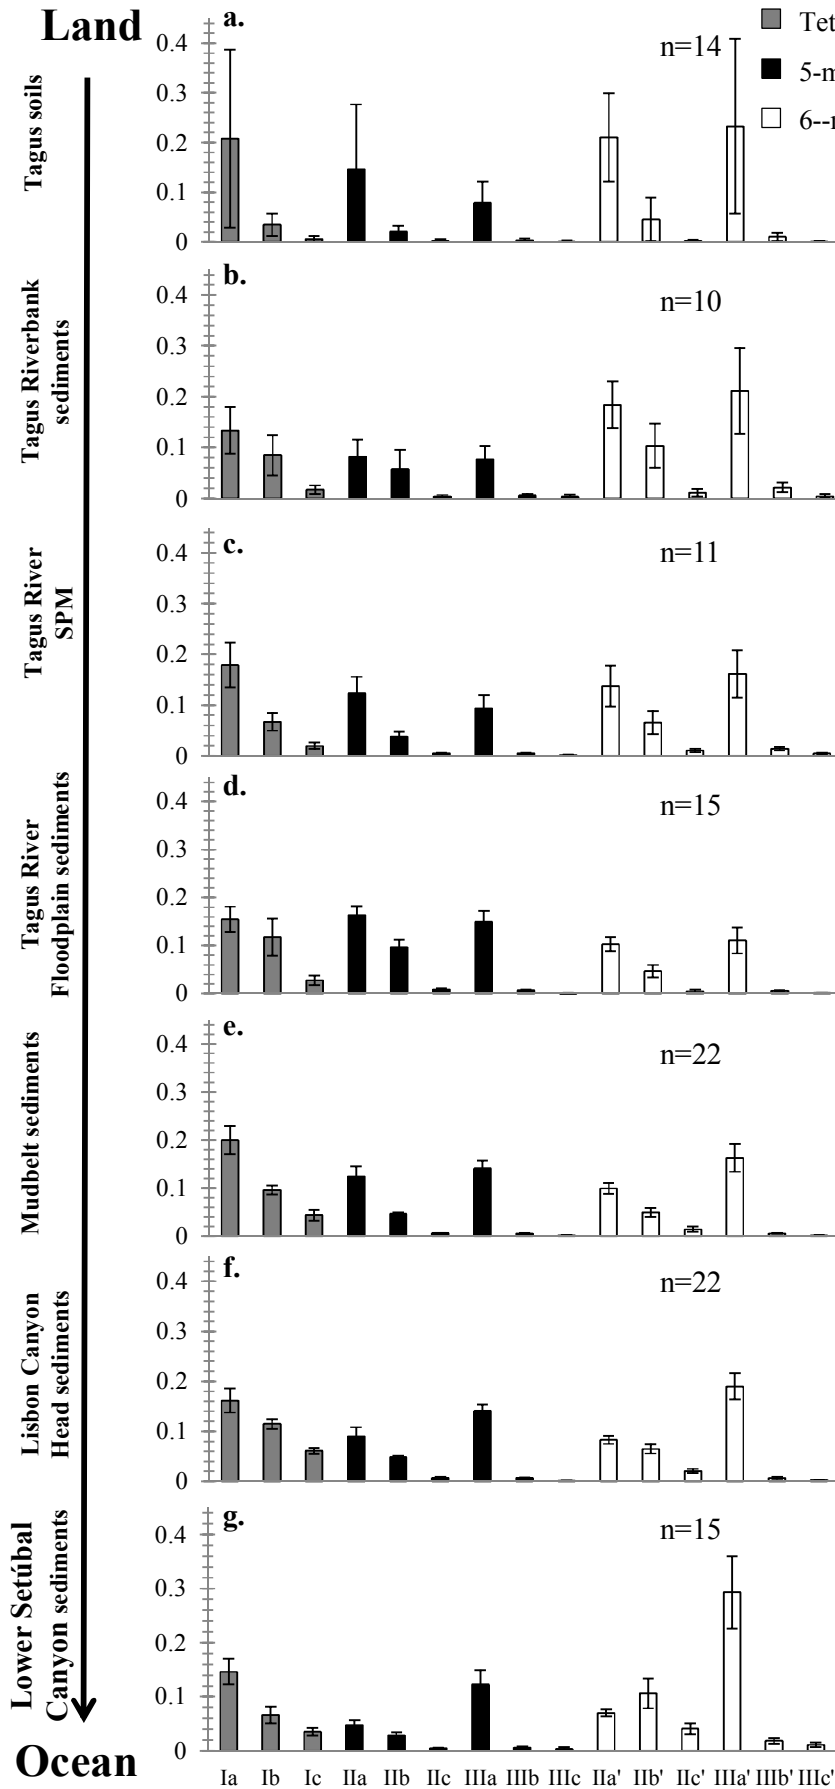 Land
a.
n=14
Tet
5-m
6--r
0.4
0.3
0.2
0.1
0
Tagus soils
b.
n=10
0.4
0.3
0.2
0.1
0
Tagus Riverbank
sediments
c.
n=11
0.4
0.3
0.2
0.1
0
Tagus River
SPM
d.
n=15
0.4
0.3
0.2
0.1
0
Tagus River
Floodplain sediments
e.
n=22
0.4
0.3
0.2
0.1
0
Mudbelt sediments
f.
n=22
0.4
0.3
0.2
0.1
0
Lisbon Canyon
Head sediments
g.
n=15
0.4
0.3
0.2
0.1
0
Lower Setúbal
Canyon sediments
Ocean
Ia Ib Ic IIa IIb IIc IIIa IIIb IIIc IIa' IIb' IIc' IIIa' IIIb' IIIc'